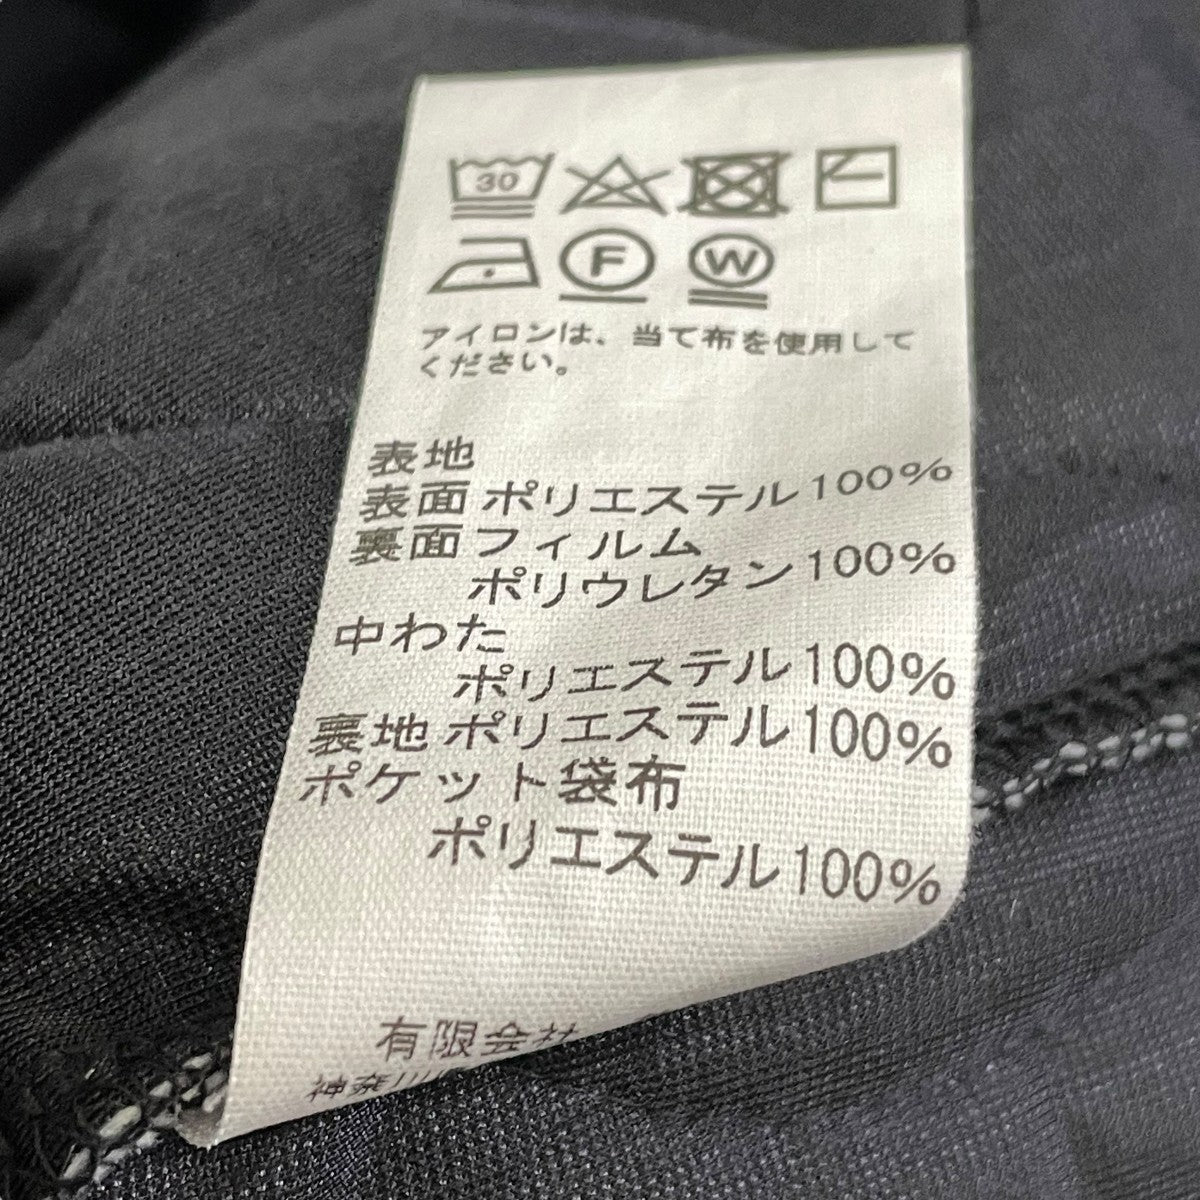 30
F W
アイロンは、当て布を使用して
ください。
表地
表面 ポリエステル100%
裏面フィルム
ポリウレタン100%
中わた
ポリエステル100%
裏地 ポリエステル100%
ポケット袋布
ポリエステル100%
有限会社
神奈川